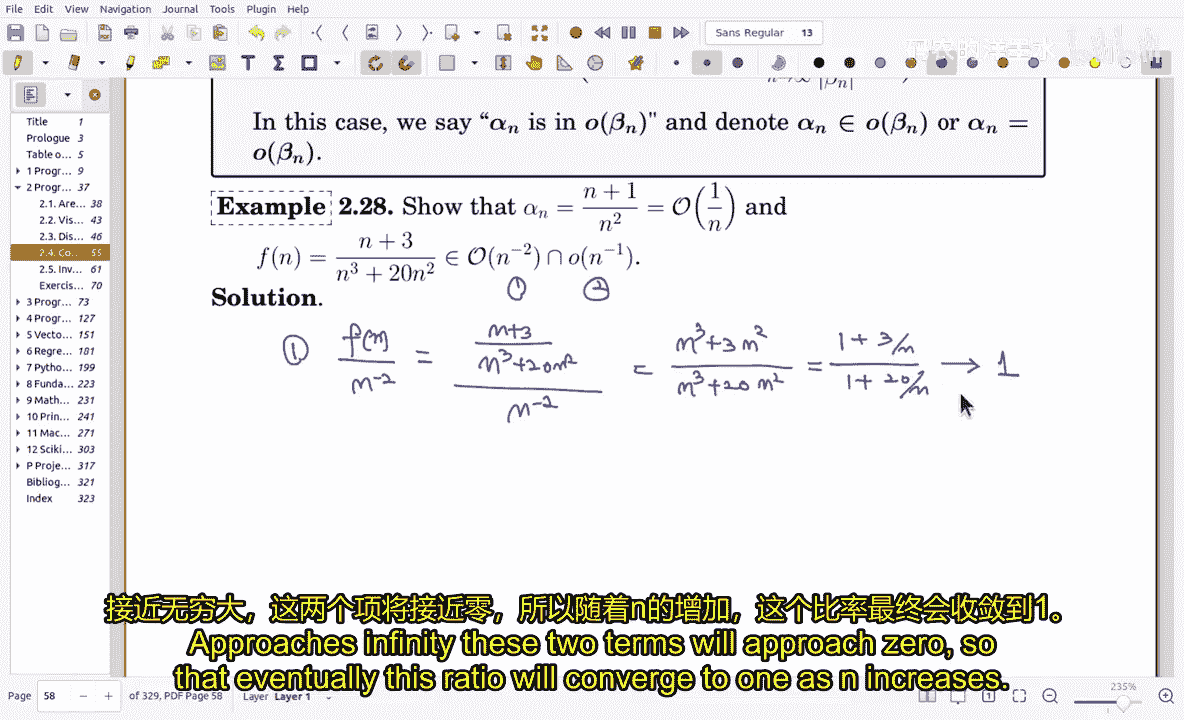 File Edit View Navigation Journal Tools Plugin Help
Sans Regular 13
Title 1
Prologue 3
Table o... 5
1 Progr... 9
2 Progr... 37
2.1. Are... 38
2.2. Vis... 43
2.3. Dis... 46
2.4. Co... 55
2.5. Inv... 61
Exercis... 70
3 Progr... 73
4 Progr... 127
5 Vecto... 151
6 Regre... 181
7 Pytho... 199
8 Funda... 223
9 Math... 231
10 Prin... 241
11 Mac... 271
12 Sciki... 303
P Proje... 317
Bibliog... 321
Index 323
In this case, we say “αₙ is in o(βₙ)" and denote αₙ ∈ o(βₙ) or αₙ =
o(βₙ).
Example 2.28. Show that αₙ = (n + 1)/n² = O(1/n) and
f(n) = (n + 3)/(n³ + 20n²) ∈ O(n⁻²) ∩ o(n⁻¹).
① ②
Solution.
① f(n)/n⁻² = ((n+3)/(n³+20n²))/n⁻² = (n³+3n²)/(n³+20n²) = (1+3/n)/(1+20/n) → 1
接近无穷大，这两个项将接近零，所以随着n的增加，这个比率最终会收敛到1。
Approaches infinity these two terms will approach zero, so
that eventually this ratio will converge to one as n increases.
Page 58 of 329, PDF Page 58 Layer Layer 1 235%